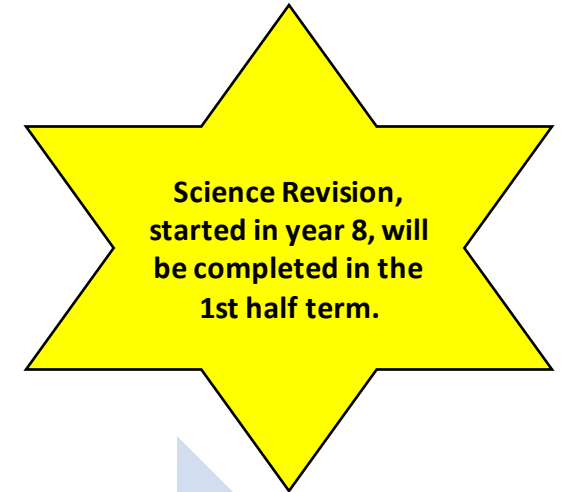 Science Revision,
started in year 8, will
be completed in the
1st half term.